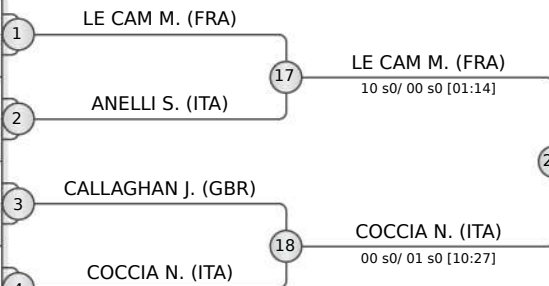 LE CAM M. (FRA)
1
17
LE CAM M. (FRA)
10 s0/ 00 s0 [01:14]
ANELLI S. (ITA)
2
CALLAGHAN J. (GBR)
3
18
COCCIA N. (ITA)
00 s0/ 01 s0 [10:27]
COCCIA N. (ITA)